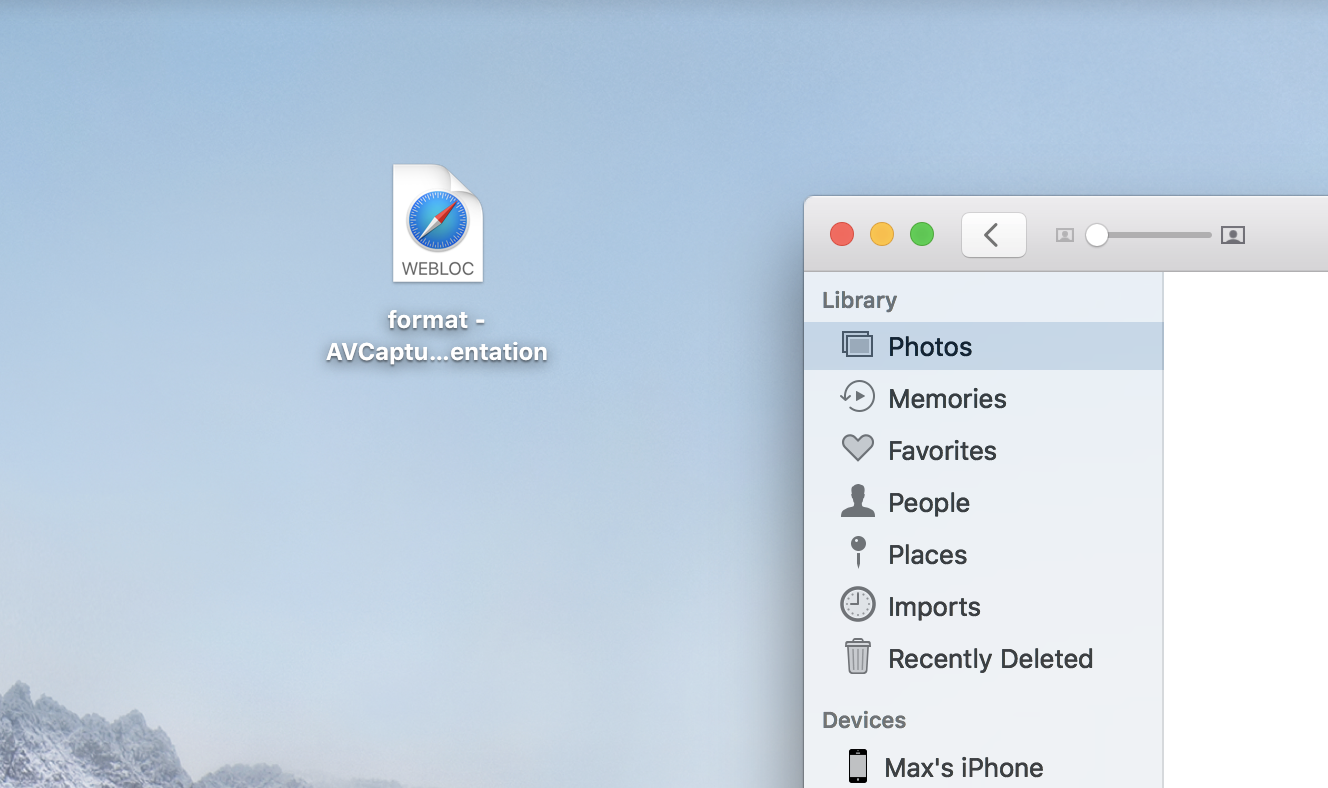 WEBLOC
format -
AVCaptu...entation
Library
Photos
Memories
Favorites
People
Places
Imports
Recently Deleted
Devices
Max's iPhone